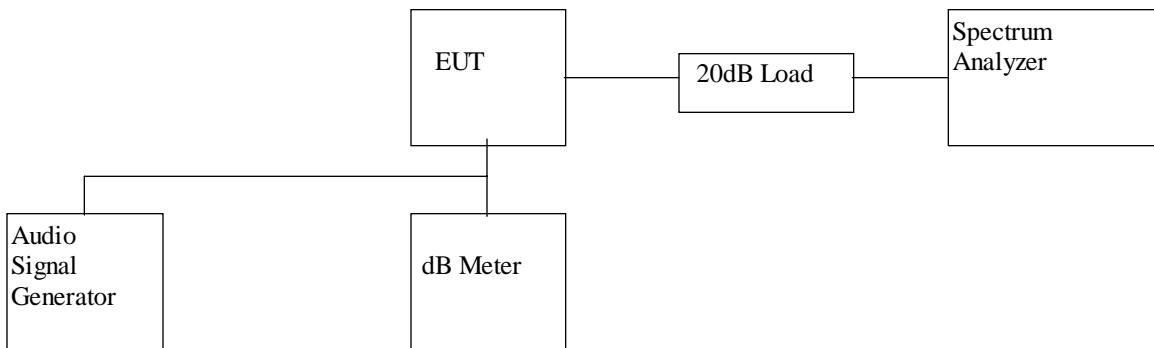 EUT
20dB Load
Spectrum
Analyzer
Audio
Signal
Generator
dB Meter